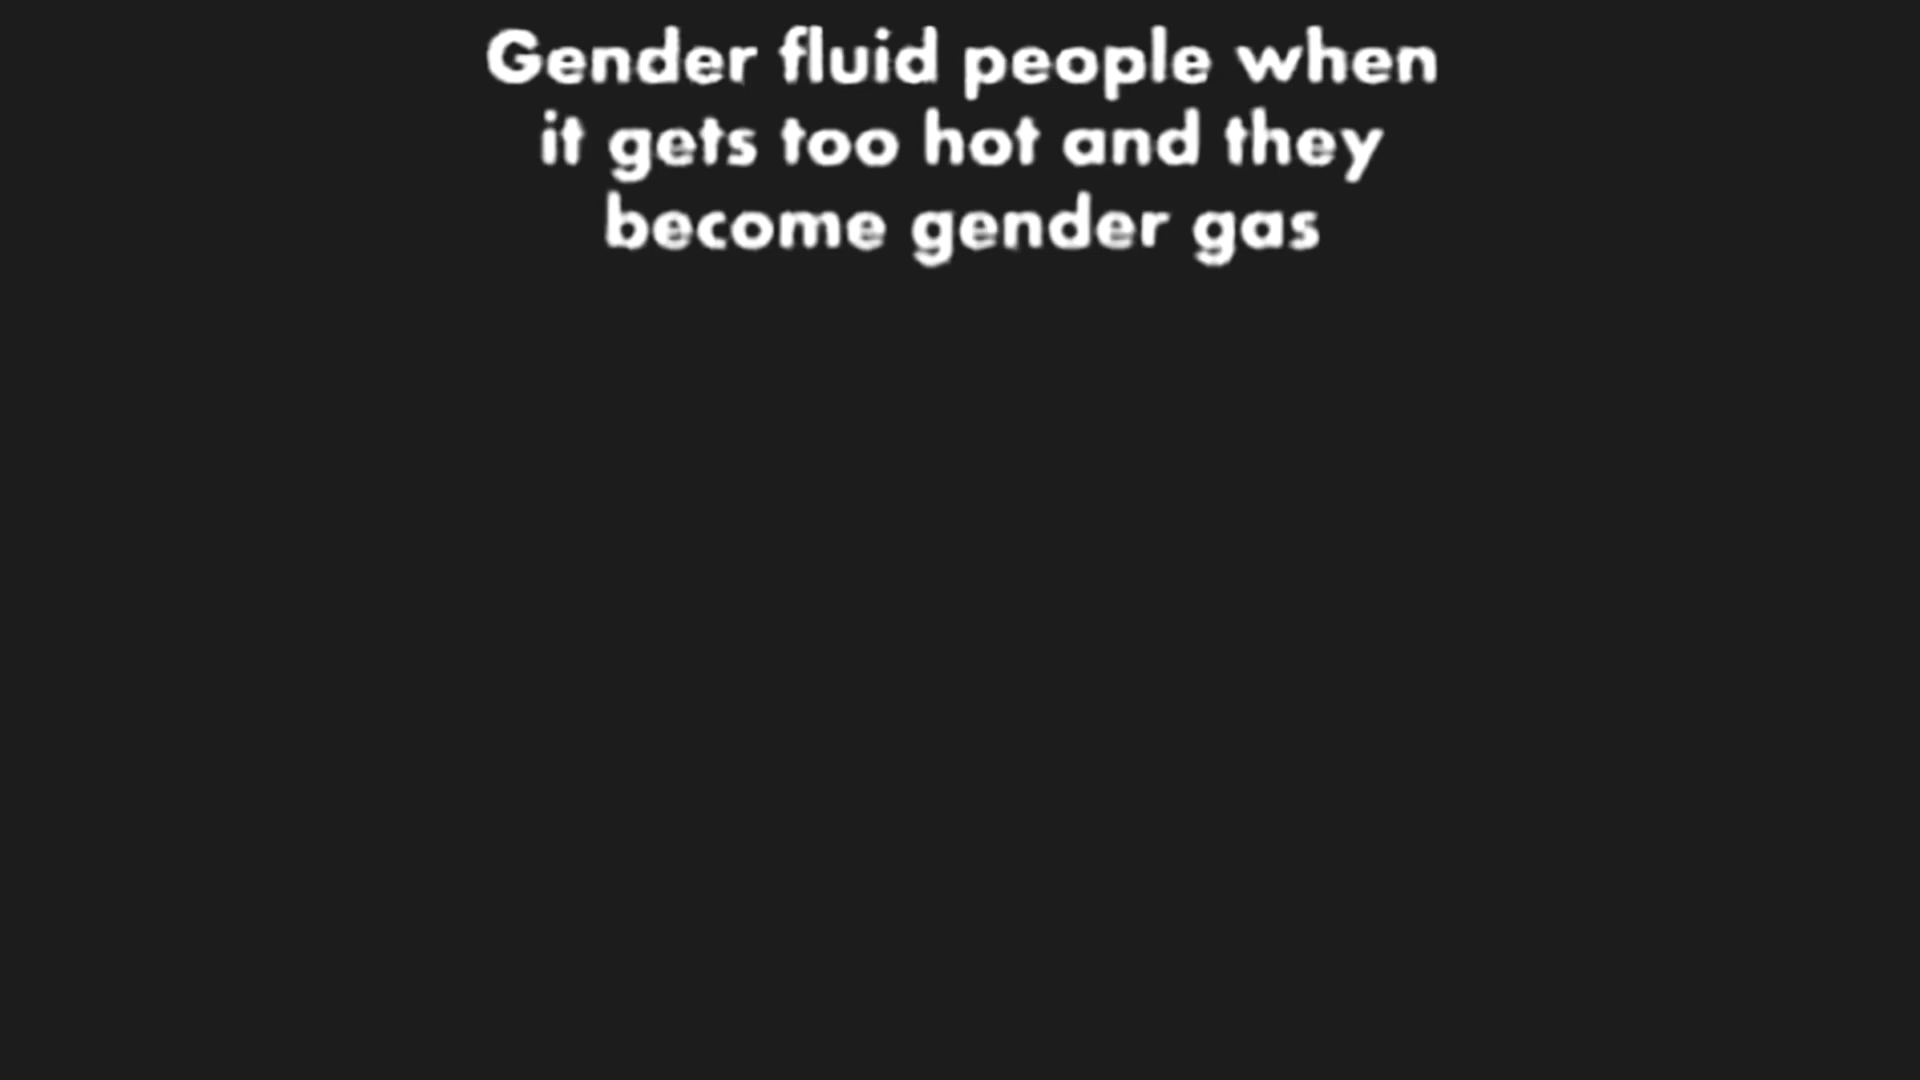 Gender fluid people when
it gets too hot and they
become gender gas